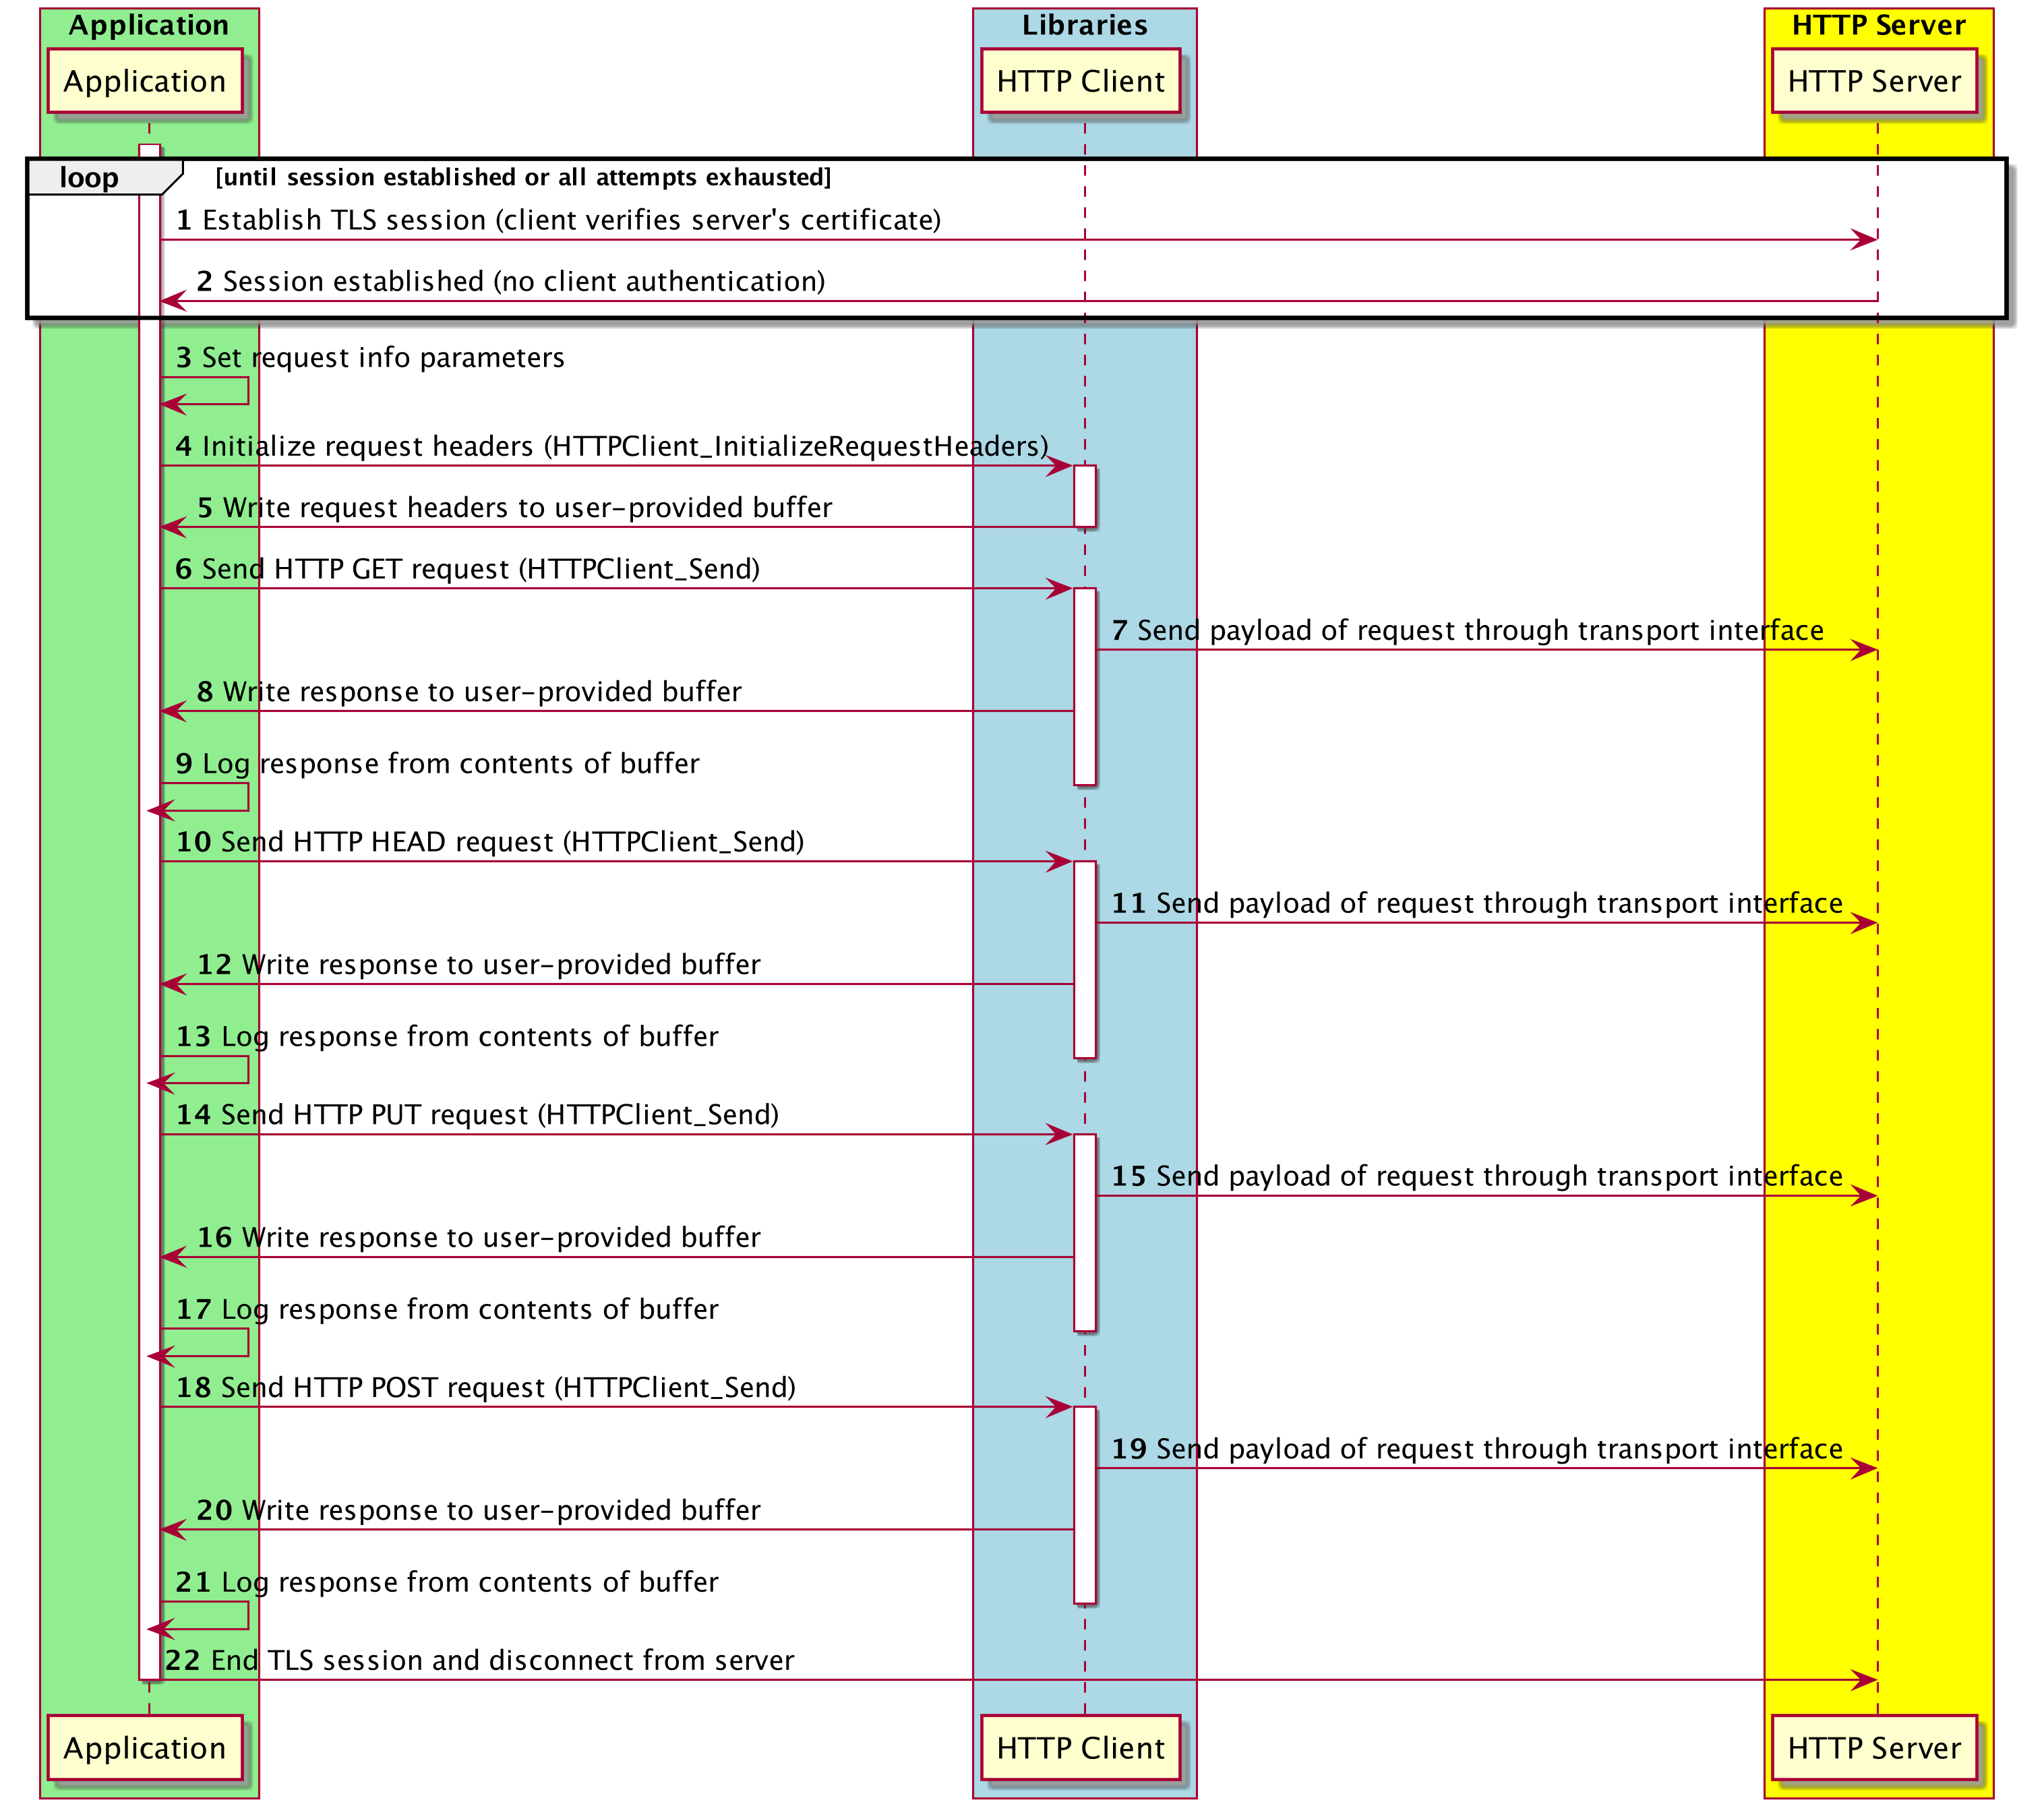 Application
Libraries
HTTP Server
Application
HTTP Client
HTTP Server
loop
[until session established or all attempts exhausted]
1 Establish TLS session (client verifies server's certificate)
2 Session established (no client authentication)
3 Set request info parameters
4 Initialize request headers (HTTPClient_InitializeRequestHeaders)
5 Write request headers to user-provided buffer
6 Send HTTP GET request (HTTPClient_Send)
7 Send payload of request through transport interface
8 Write response to user-provided buffer
9 Log response from contents of buffer
10 Send HTTP HEAD request (HTTPClient_Send)
11 Send payload of request through transport interface
12 Write response to user-provided buffer
13 Log response from contents of buffer
14 Send HTTP PUT request (HTTPClient_Send)
15 Send payload of request through transport interface
16 Write response to user-provided buffer
17 Log response from contents of buffer
18 Send HTTP POST request (HTTPClient_Send)
19 Send payload of request through transport interface
20 Write response to user-provided buffer
21 Log response from contents of buffer
22 End TLS session and disconnect from server
Application
HTTP Client
HTTP Server